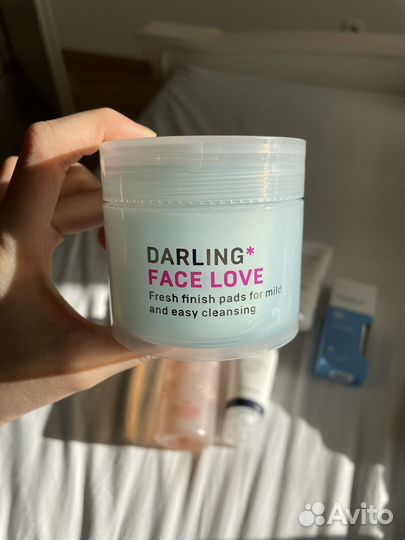 DARLING*
FACE LOVE
Fresh finish pads for mild
and easy cleansing
Avito